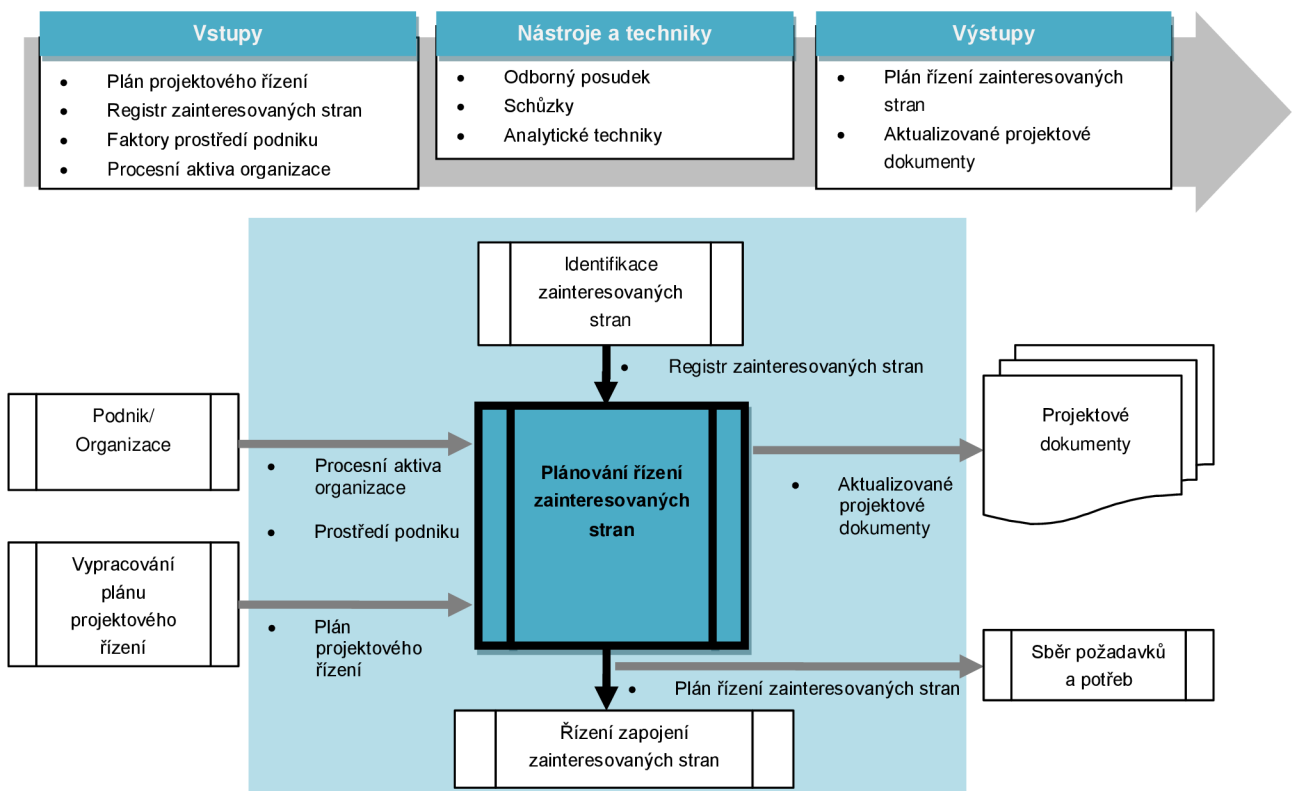 Vstupy
• Plán projektového řízení
• Registr zainteresovaných stran
• Faktory prostředí podniku
• Procesní aktiva organizace
Nástroje a techniky
• Odborný posudek
• Schůzky
• Analytické techniky
Výstupy
• Plán řízení zainteresovaných
stran
• Aktualizované projektové
dokumenty
Identifikace
zainteresovaných
stran
• Registr zainteresovaných stran
Podnik/
Organizace
• Procesní aktiva
organizace
• Prostředí podniku
Plánování řízení
zainteresovaných
stran
Projektové
dokumenty
• Aktualizované
projektové
dokumenty
Vypracování
plánu
projektového
řízení
• Plán
projektového
řízení
• Plán řízení zainteresovaných stran
Sběr požadavků
a potřeb
Řízení zapojení
zainteresovaných stran